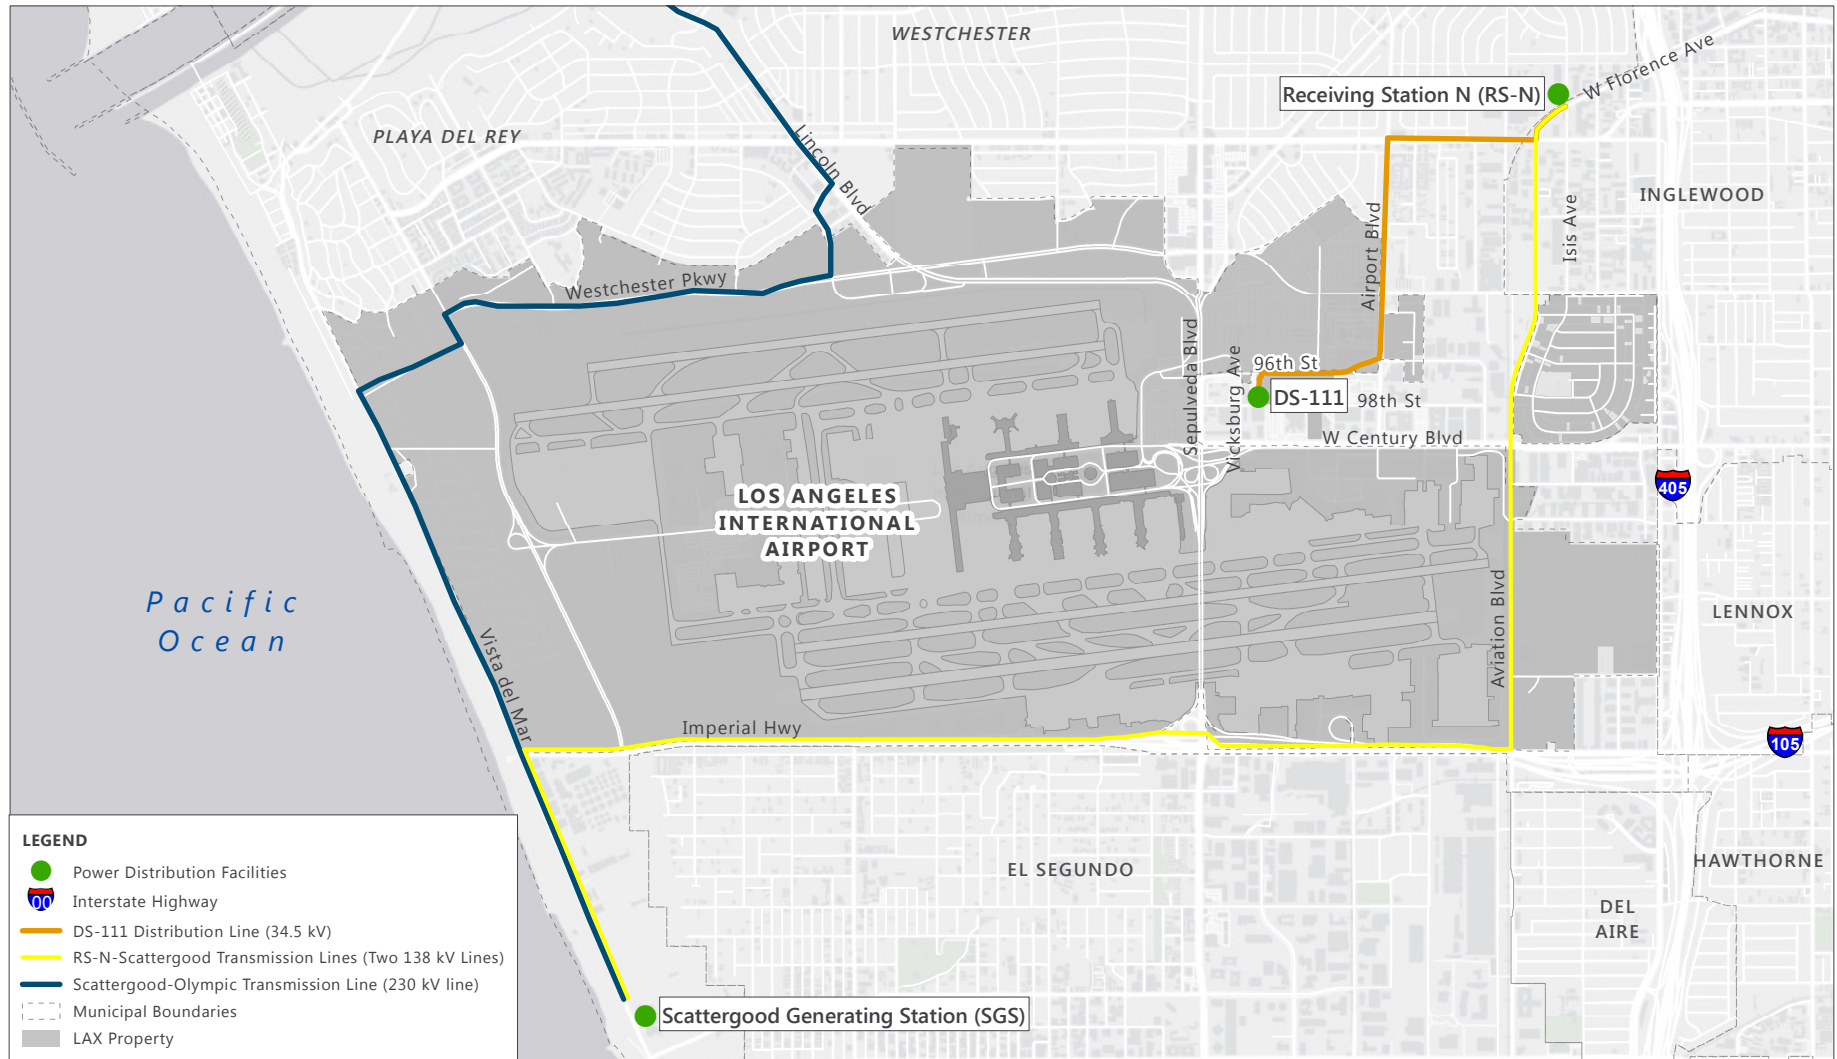 WESTCHESTER
W Florence Ave
Receiving Station N (RS-N)
PLAYA DEL REY
Lincoln Blvd
INGLEWOOD
Isis Ave
Airport Blvd
Westchester Pkwy
Sepulveda Blvd
Vicksburg Ave
96th St
DS-111
98th St
W Century Blvd
405
LOS ANGELES
INTERNATIONAL
AIRPORT
Pacific
Ocean
Aviation Blvd
LENNOX
Vista del Mar
Imperial Hwy
105
EL SEGUNDO
HAWTHORNE
DEL
AIRE
Scattergood Generating Station (SGS)
LEGEND
Power Distribution Facilities
00
Interstate Highway
DS-111 Distribution Line (34.5 kV)
RS-N-Scattergood Transmission Lines (Two 138 kV Lines)
Scattergood-Olympic Transmission Line (230 kV line)
Municipal Boundaries
LAX Property